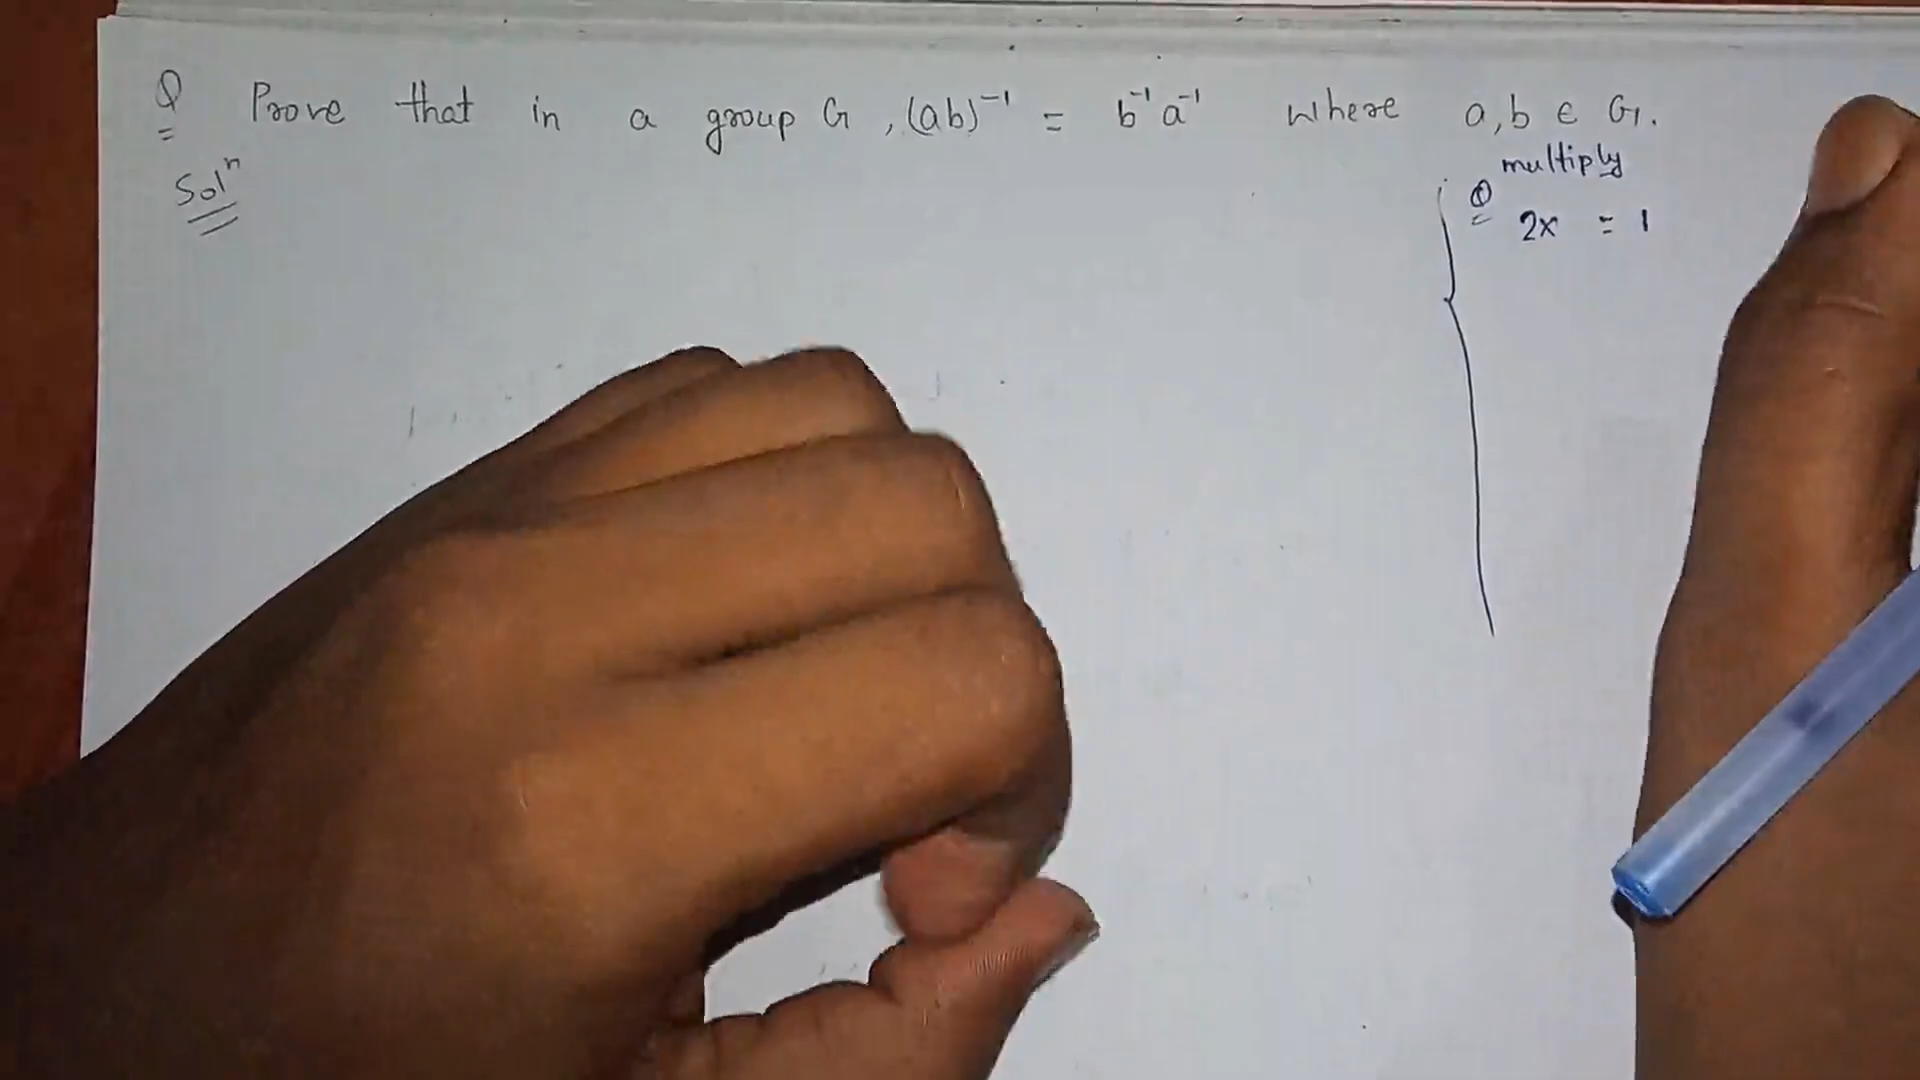 Q Prove that in a group G, (ab)⁻¹ = b⁻¹a⁻¹ where a, b ∈ G.
Solⁿ
multiply
Q 2x = 1